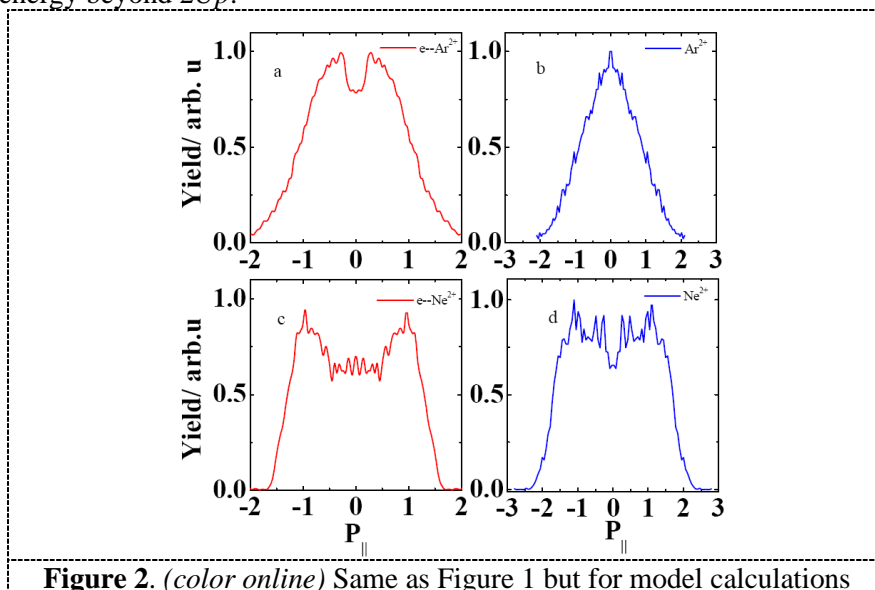 energy beyond 2Up.
1.0
a
e--Ar2+
b
Ar2+
Yield/ arb. u
0.5
0.0
-2 -1 0 1 2
1.0
0.5
0.0
-3 -2 -1 0 1 2 3
1.0
c
e--Ne2+
d
Ne2+
Yield/ arb.u
0.5
0.0
-2 -1 0 1 2
P||
1.0
0.5
0.0
-3 -2 -1 0 1 2 3
P||
Figure 2. (color online) Same as Figure 1 but for model calculations